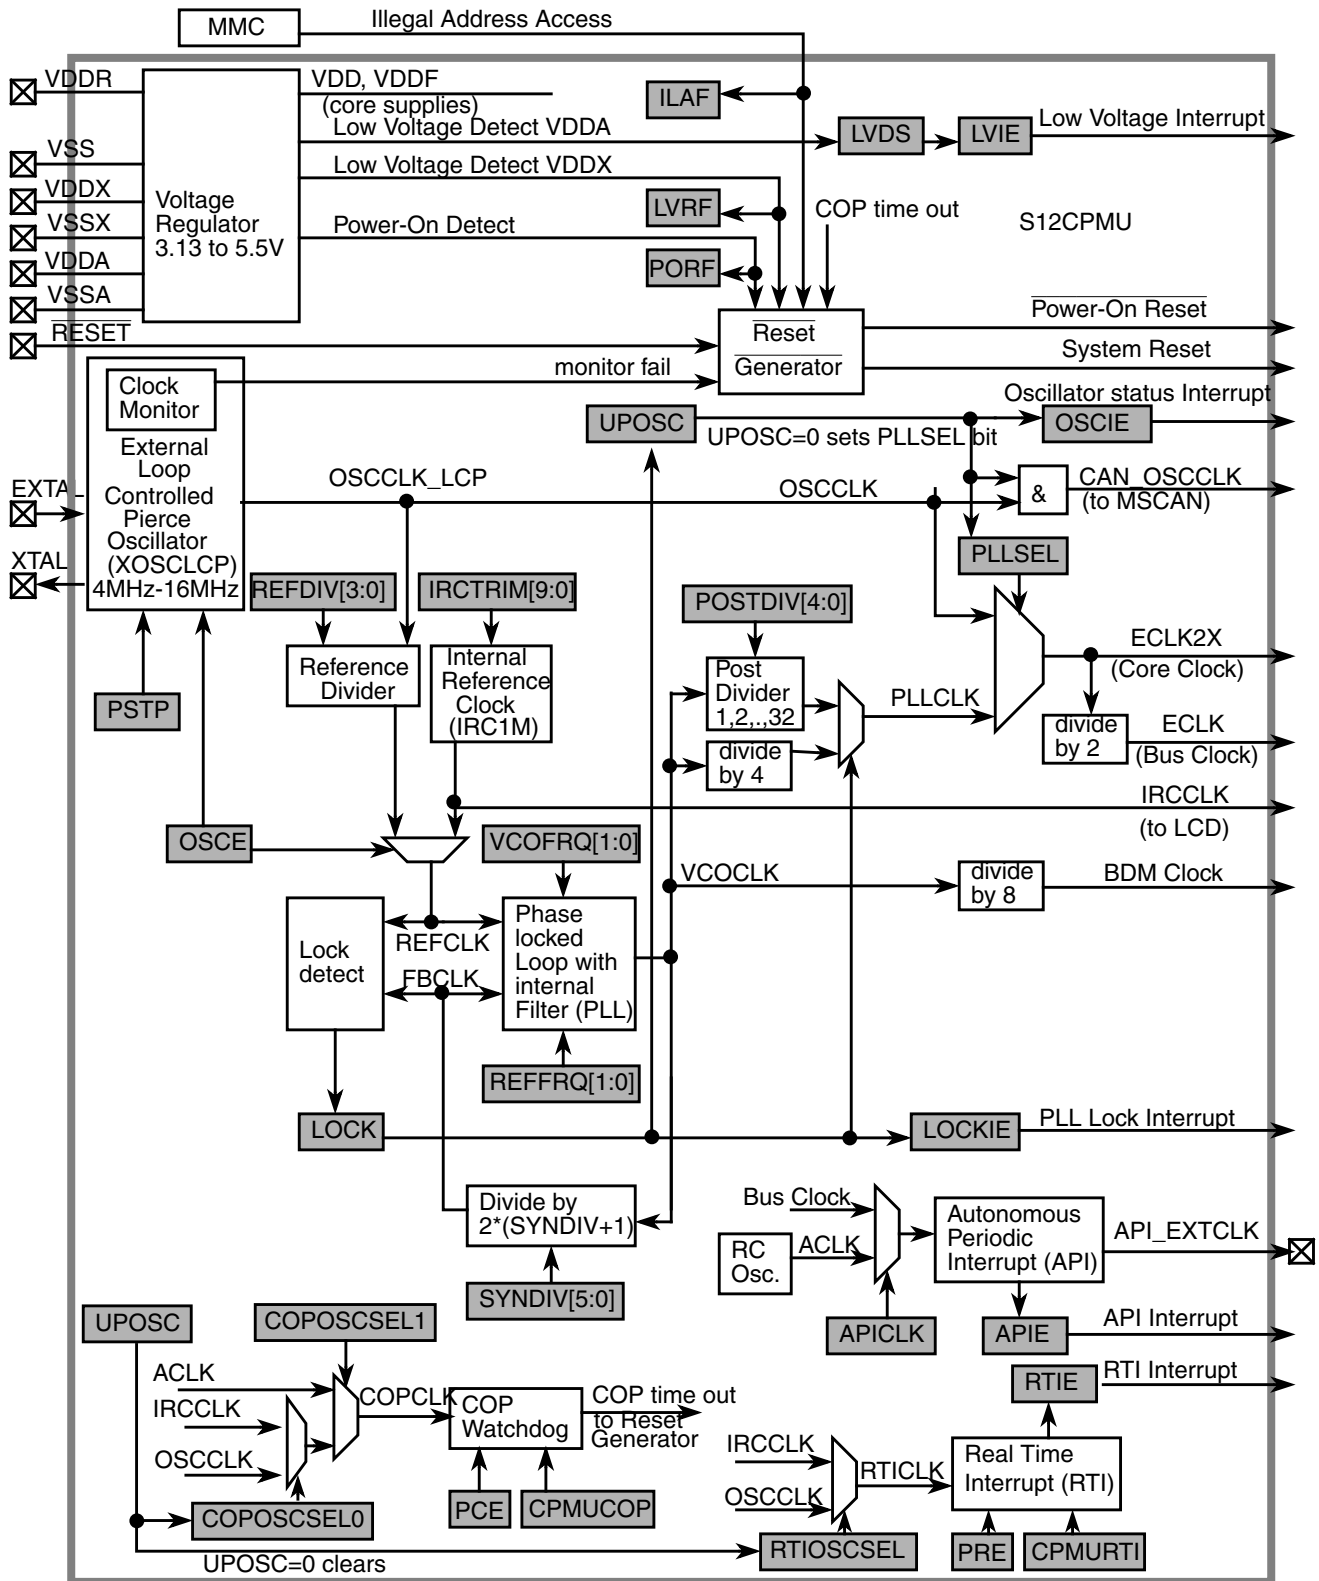 MMC
Illegal Address Access
VDDR
VDD, VDDF
(core supplies)
ILAF
Low Voltage Detect VDDA
LVDS
LVIE
Low Voltage Interrupt
VSS
Low Voltage Detect VDDX
VDDX
Voltage
Regulator
3.13 to 5.5V
LVRF
COP time out
S12CPMU
VSSX
Power-On Detect
VDDA
PORF
VSSA
RESET
Reset
Generator
Power-On Reset
System Reset
monitor fail
Clock
Monitor
Oscillator status Interrupt
UPOSC
OSCIE
UPOSC=0 sets PLLSEL bit
External
Loop
Controlled
Pierce
Oscillator
(XOSCLCP)
4MHz-16MHz
EXTAL
XTAL
OSCCLK_LCP
OSCCLK
&
CAN_OSCCLK
(to MSCAN)
PLLSEL
REFDIV[3:0]
IRCTRIM[9:0]
POSTDIV[4:0]
Reference
Divider
Internal
Reference
Clock
(IRC1M)
Post
Divider
1,2,.,32
PLLCLK
ECLK2X
(Core Clock)
PSTP
divide
by 4
divide
by 2
ECLK
(Bus Clock)
IRCCLK
(to LCD)
OSCE
VCOFRQ[1:0]
VCOCLK
divide
by 8
BDM Clock
Lock
detect
REFCLK
FBCLK
Phase
locked
Loop with
internal
Filter (PLL)
REFFRQ[1:0]
LOCK
LOCKIE
PLL Lock Interrupt
Divide by
2*(SYNDIV+1)
SYNDIV[5:0]
Bus Clock
RC
Osc.
ACLK
Autonomous
Periodic
Interrupt (API)
API_EXTCLK
APICLK
APIE
API Interrupt
UPOSC
COPOSCSEL1
ACLK
IRCCLK
OSCCLK
COPCLK
COP
Watchdog
COP time out
to Reset
Generator
COPOSCSEL0
PCE
CPMUCOP
UPOSC=0 clears
RTIE
RTI Interrupt
IRCCLK
OSCCLK
RTICLK
Real Time
Interrupt (RTI)
RTIOSCSEL
PRE
CPMURTI